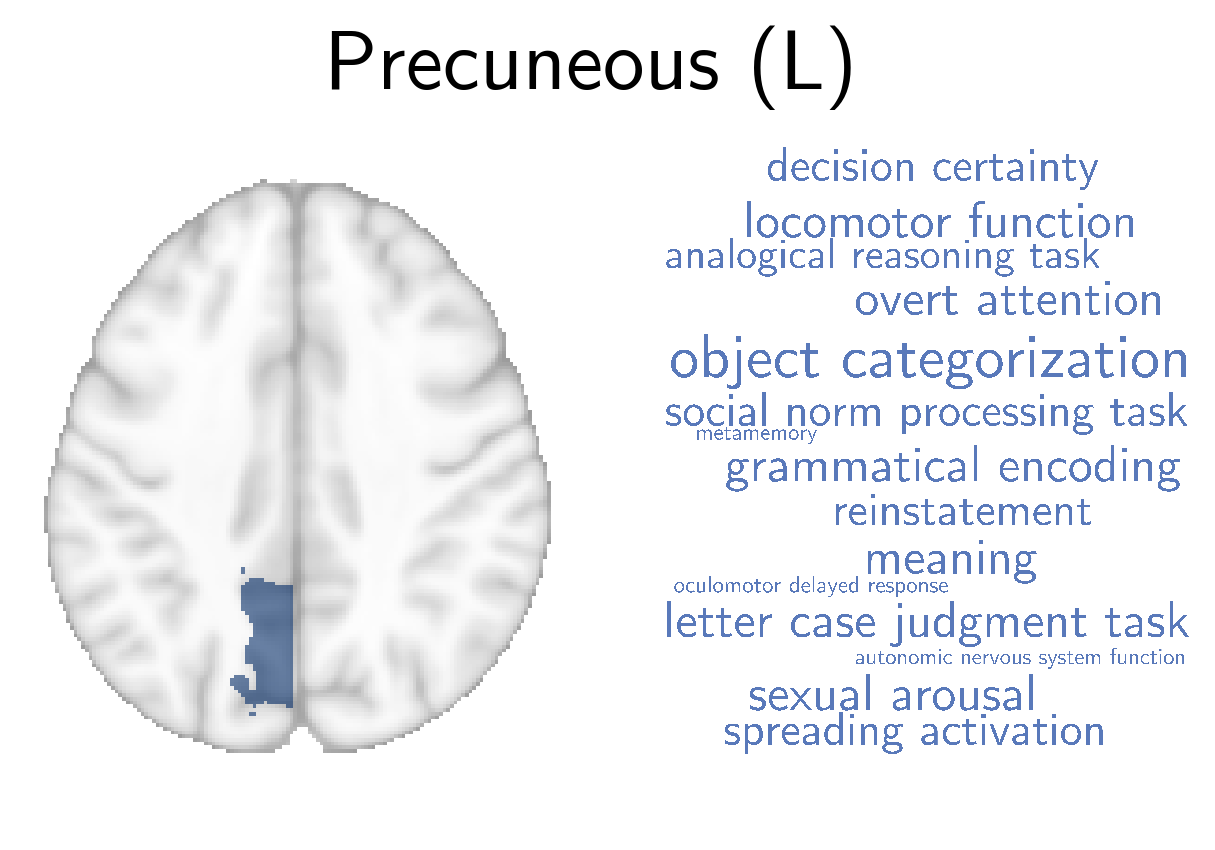 Precuneous (L)
decision certainty
locomotor function
analogical reasoning task
overt attention
object categorization
social norm processing task
metamemory
grammatical encoding
reinstatement
meaning
oculomotor delayed response
letter case judgment task
autonomic nervous system function
sexual arousal
spreading activation